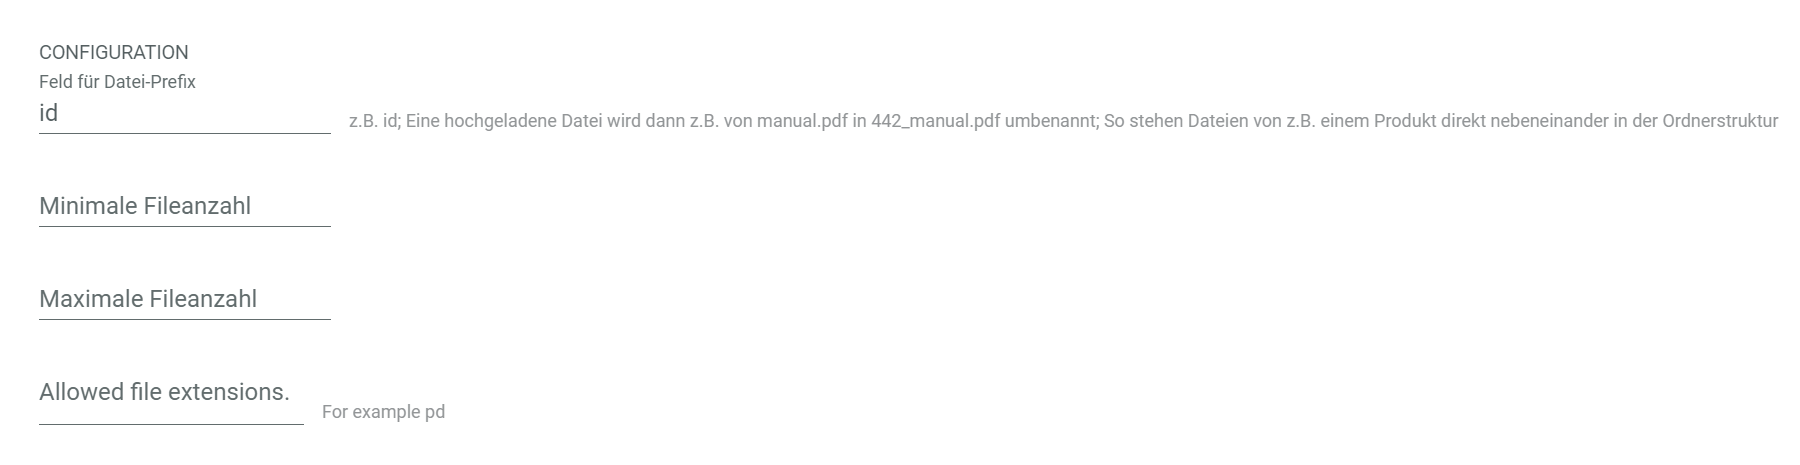 CONFIGURATION
Feld für Datei-Prefix
id
z.B. id; Eine hochgeladene Datei wird dann z.B. von manual.pdf in 442_manual.pdf umbenannt; So stehen Dateien von z.B. einem Produkt direkt nebeneinander in der Ordnerstruktur
Minimale Fileanzahl
Maximale Fileanzahl
Allowed file extensions.
For example pd